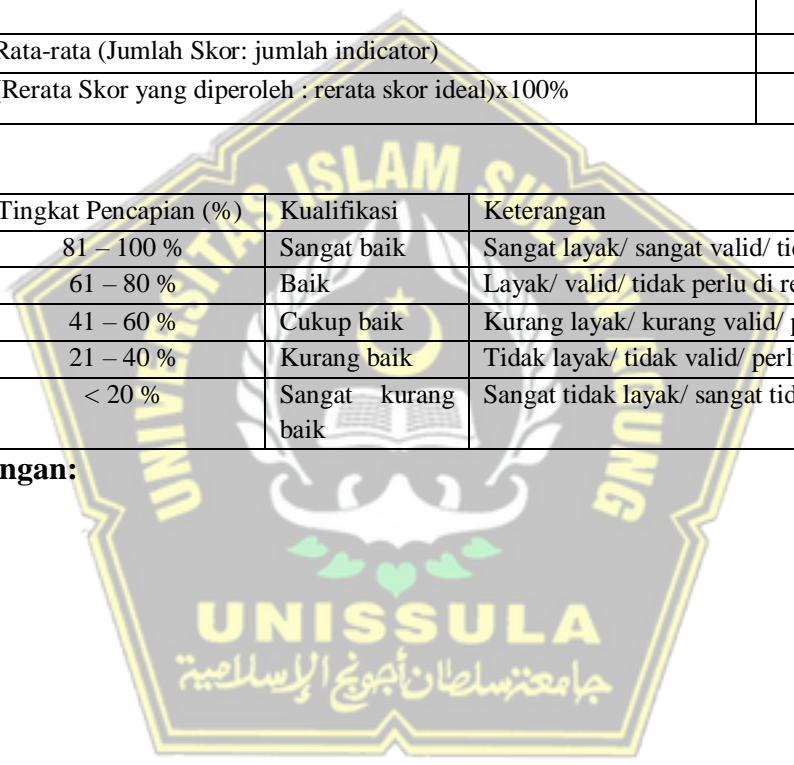 Rata-rata (Jumlah Skor: jumlah indicator)
(Rerata Skor yang diperoleh : rerata skor ideal)x100%
Tingkat Pencapian (%) Kualifikasi Keterangan
81 – 100 % Sangat baik Sangat layak/ sangat valid/
61 – 80 % Baik Layak/ valid/ tidak perlu di
41 – 60 % Cukup baik Kurang layak/ kurang valid/
21 – 40 % Kurang baik Tidak layak/ tidak valid/
< 20 % Sangat kurang Sangat tidak layak/ sangat
baik
ngan:
UNIVERSITAS ISLAM SULTAN AGUNG
UNISSULA
جامعة سلطان أجونج الإسلامية